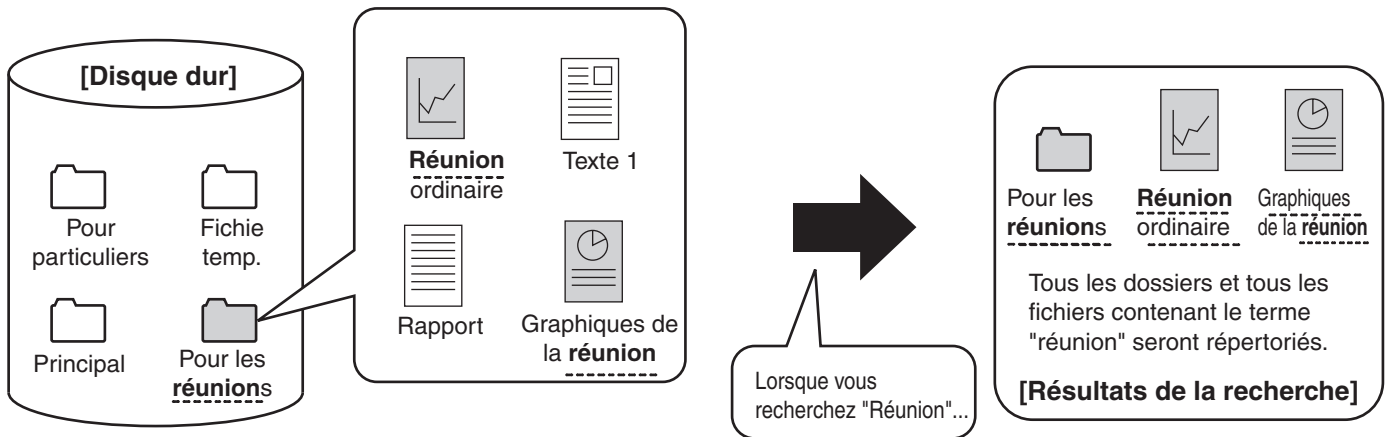 [Disque dur]
Pour
particuliers
Fichie
temp.
Principal
Pour les
réunions
Réunion
ordinaire
Texte 1
Rapport
Graphiques de
la réunion
Lorsque vous
recherchez "Réunion"...
Pour les
réunions
Réunion
ordinaire
Graphiques
de la réunion
Tous les dossiers et tous les
fichiers contenant le terme
"réunion" seront répertoriés.
[Résultats de la recherche]